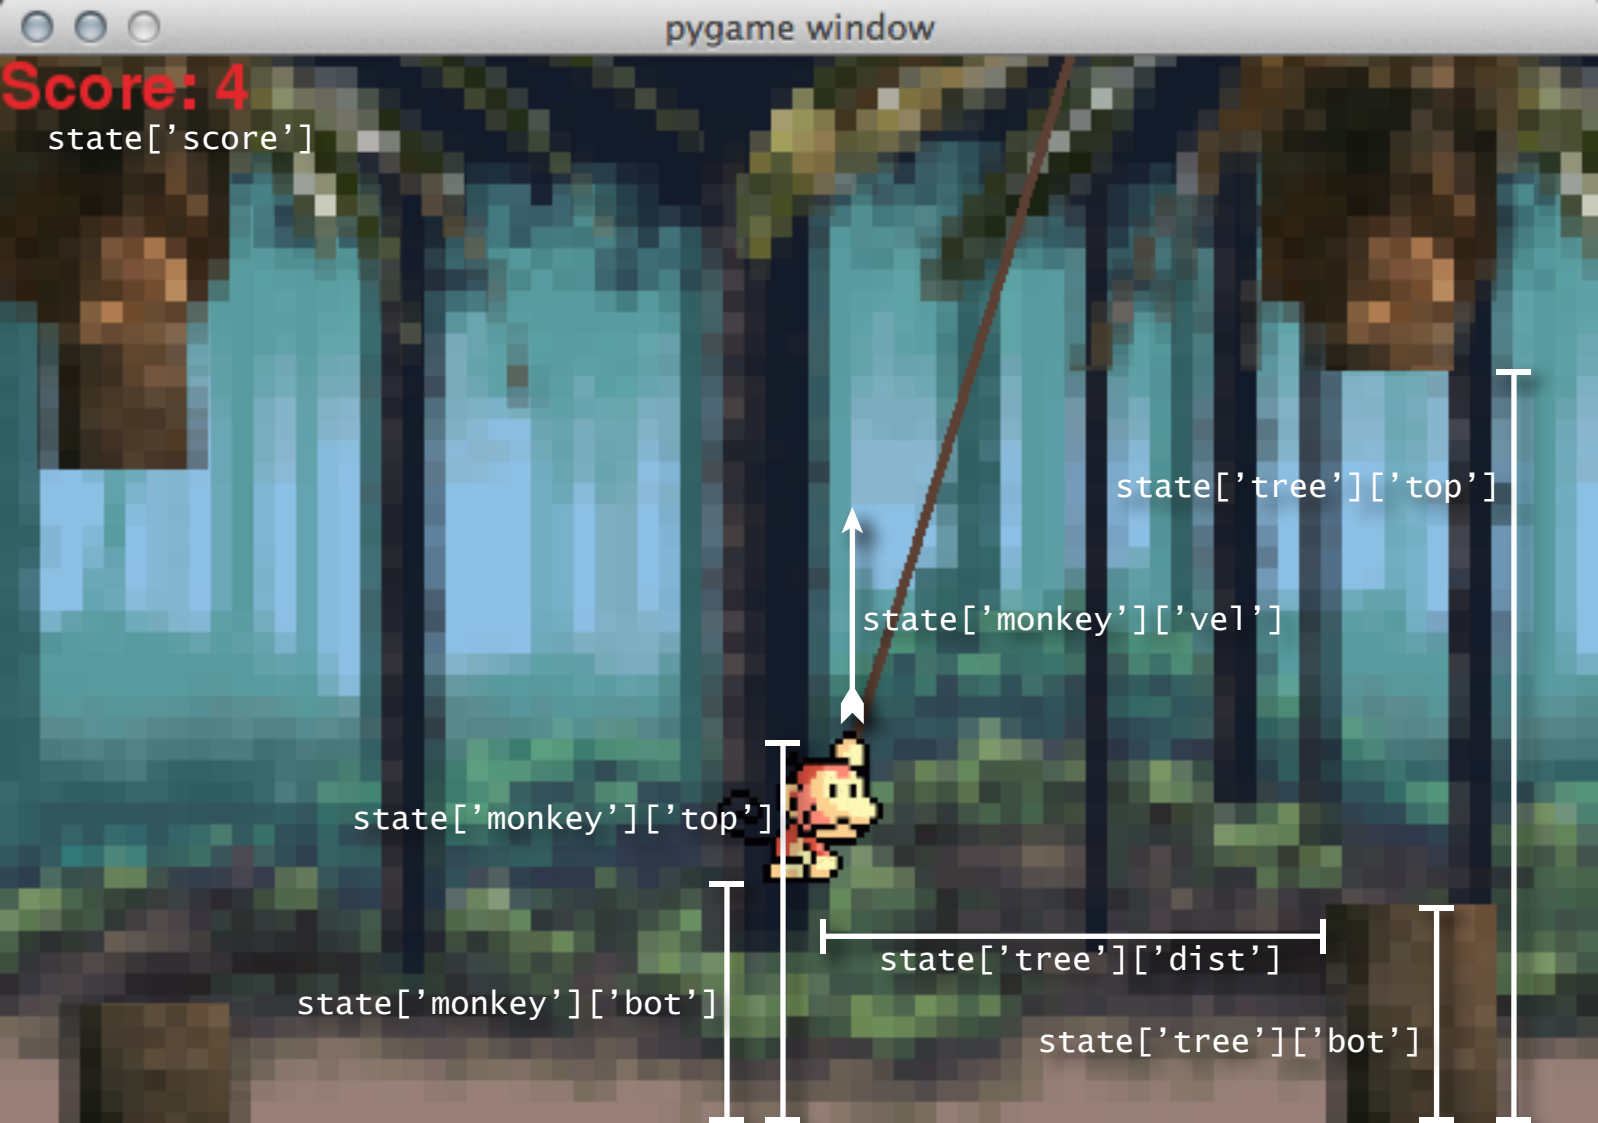 pygame window
Score: 4
state['score']
state['tree']['top']
state['monkey']['vel']
state['monkey']['top']
state['tree']['dist']
state['monkey']['bot']
state['tree']['bot']